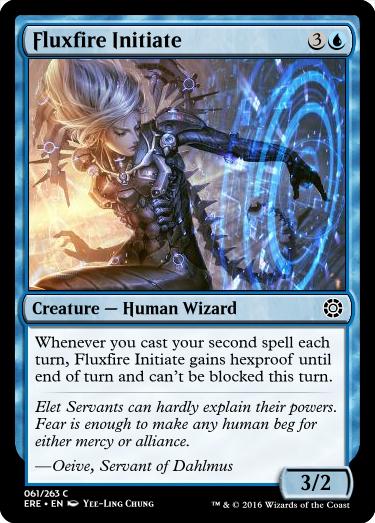 Fluxfire Initiate 3
Creature — Human Wizard
Whenever you cast your second spell each
turn, Fluxfire Initiate gains hexproof until
end of turn and can't be blocked this turn.
Elet Servants can hardly explain their powers.
Fear is enough to make any human beg for
either mercy or alliance.
—Oeive, Servant of Dahlmus
3/2
061/263 C
ERE • EN Yee-Ling Chung ™ & © 2016 Wizards of the Coast